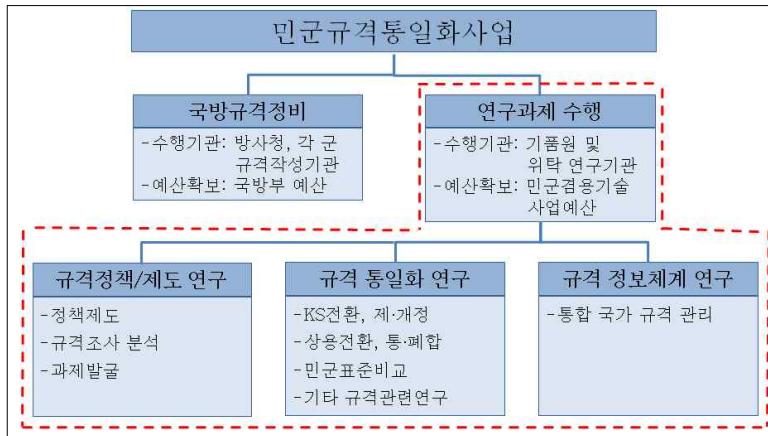 민군규격통일화사업
국방규격정비
-수행기관: 방사청, 각 군
규격작성기관
-예산확보: 국방부 예산
연구과제 수행
-수행기관: 기품원 및
위탁 연구기관
-예산확보: 민군겸용기술
사업예산
규격정책/제도 연구
-정책제도
-규격조사 분석
-과제발굴
규격 통일화 연구
-KS전환, 제·개정
-상용전환, 통·폐합
-민군표준비교
-기타 규격관련연구
규격 정보체계 연구
-통합 국가 규격 관리